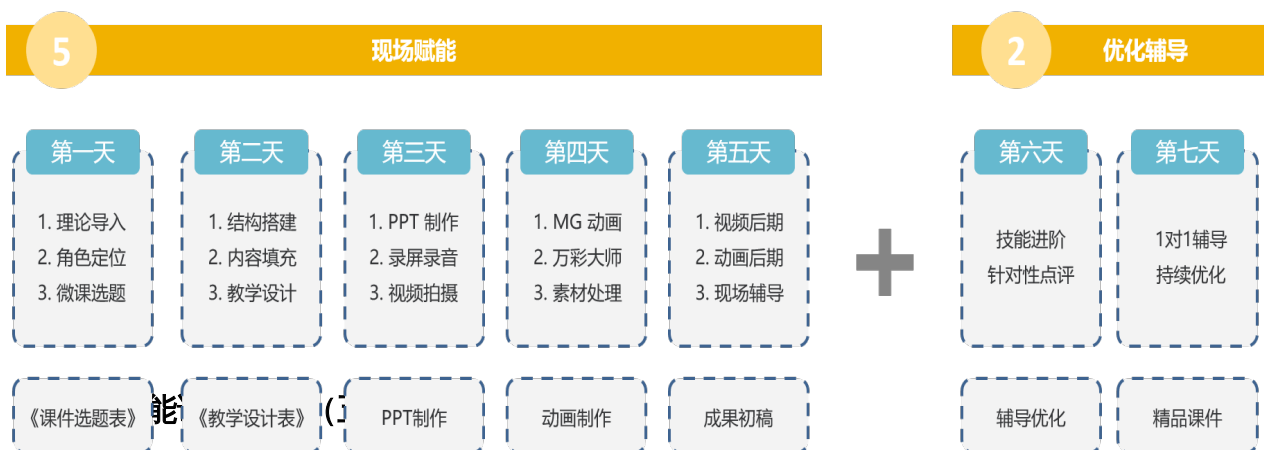 5
现场赋能
2
优化辅导
第一天
1. 理论导入
2. 角色定位
3. 微课选题
《课件选题表》
第二天
1. 结构搭建
2. 内容填充
3. 教学设计
《教学设计表》
第三天
1. PPT 制作
2. 录屏录音
3. 视频拍摄
PPT制作
第四天
1. MG 动画
2. 万彩大师
3. 素材处理
动画制作
第五天
1. 视频后期
2. 动画后期
3. 现场辅导
成果初稿
第六天
技能进阶
针对性点评
辅导优化
第七天
1对1辅导
持续优化
精品课件
能